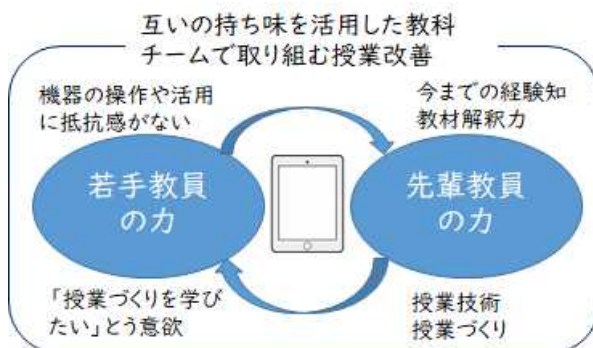 互いの持ち味を活用した教科
チームで取り組む授業改善
機器の操作や活用
に抵抗感がない
今までの経験知
教材解釈力
若手教員
の力
先輩教員
の力
「授業づくりを学び
たい」とう意欲
授業技術
授業づくり